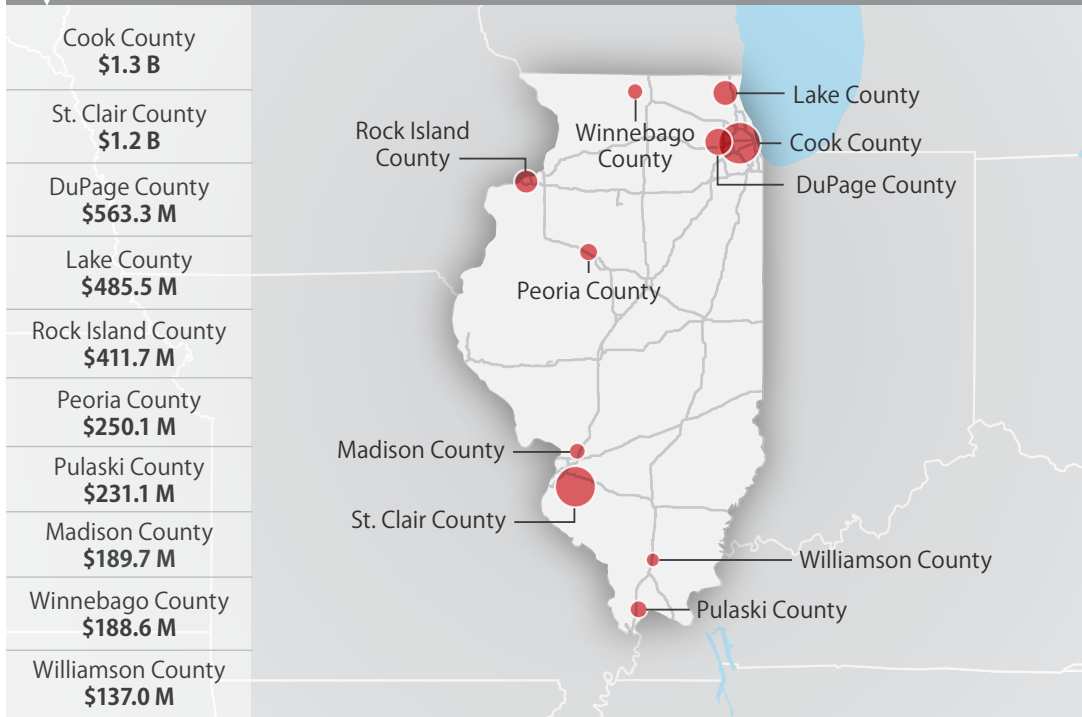 Cook County
$1.3 B
St. Clair County
$1.2 B
DuPage County
$563.3 M
Lake County
$485.5 M
Rock Island County
$411.7 M
Peoria County
$250.1 M
Pulaski County
$231.1 M
Madison County
$189.7 M
Winnebago County
$188.6 M
Williamson County
$137.0 M
Lake County
Rock Island
County
Winnebago
County
Cook County
DuPage County
Peoria County
Madison County
St. Clair County
Williamson County
Pulaski County